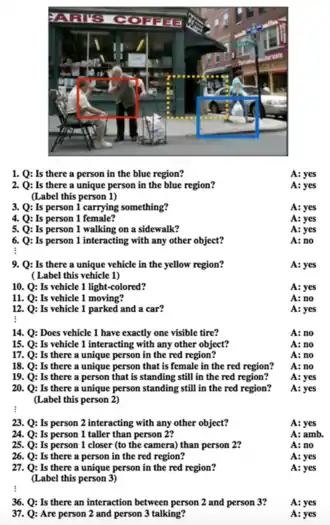 EARI'S COFFEE
1. Q: Is there a person in the blue region? A: yes
2. Q: Is there a unique person in the blue region? A: yes
(Label this person 1)
3. Q: Is person 1 carrying something? A: yes
4. Q: Is person 1 female? A: yes
5. Q: Is person 1 walking on a sidewalk? A: yes
6. Q: Is person 1 interacting with any other object? A: no
⋮
9. Q: Is there a unique vehicle in the yellow region? A: yes
( Label this vehicle 1)
10. Q: Is vehicle 1 light-colored? A: yes
11. Q: Is vehicle 1 moving? A: no
12. Q: Is vehicle 1 parked and a car? A: yes
⋮
14. Q: Does vehicle 1 have exactly one visible tire? A: no
15. Q: Is vehicle 1 interacting with any other object? A: no
17. Q: Is there a unique person in the red region? A: no
18. Q: Is there a unique person that is female in the red region? A: no
19. Q: Is there a person that is standing still in the red region? A: yes
20. Q: Is there a unique person standing still in the red region? A: yes
(Label this person 2)
⋮
23. Q: Is person 2 interacting with any other object? A: yes
24. Q: Is person 1 taller than person 2? A: amb.
25. Q: Is person 1 closer (to the camera) than person 2? A: no
26. Q: Is there a person in the red region? A: yes
27. Q: Is there a unique person in the red region? A: yes
(Label this person 3)
⋮
36. Q: Is there an interaction between person 2 and person 3? A: yes
37. Q: Are person 2 and person 3 talking? A: yes